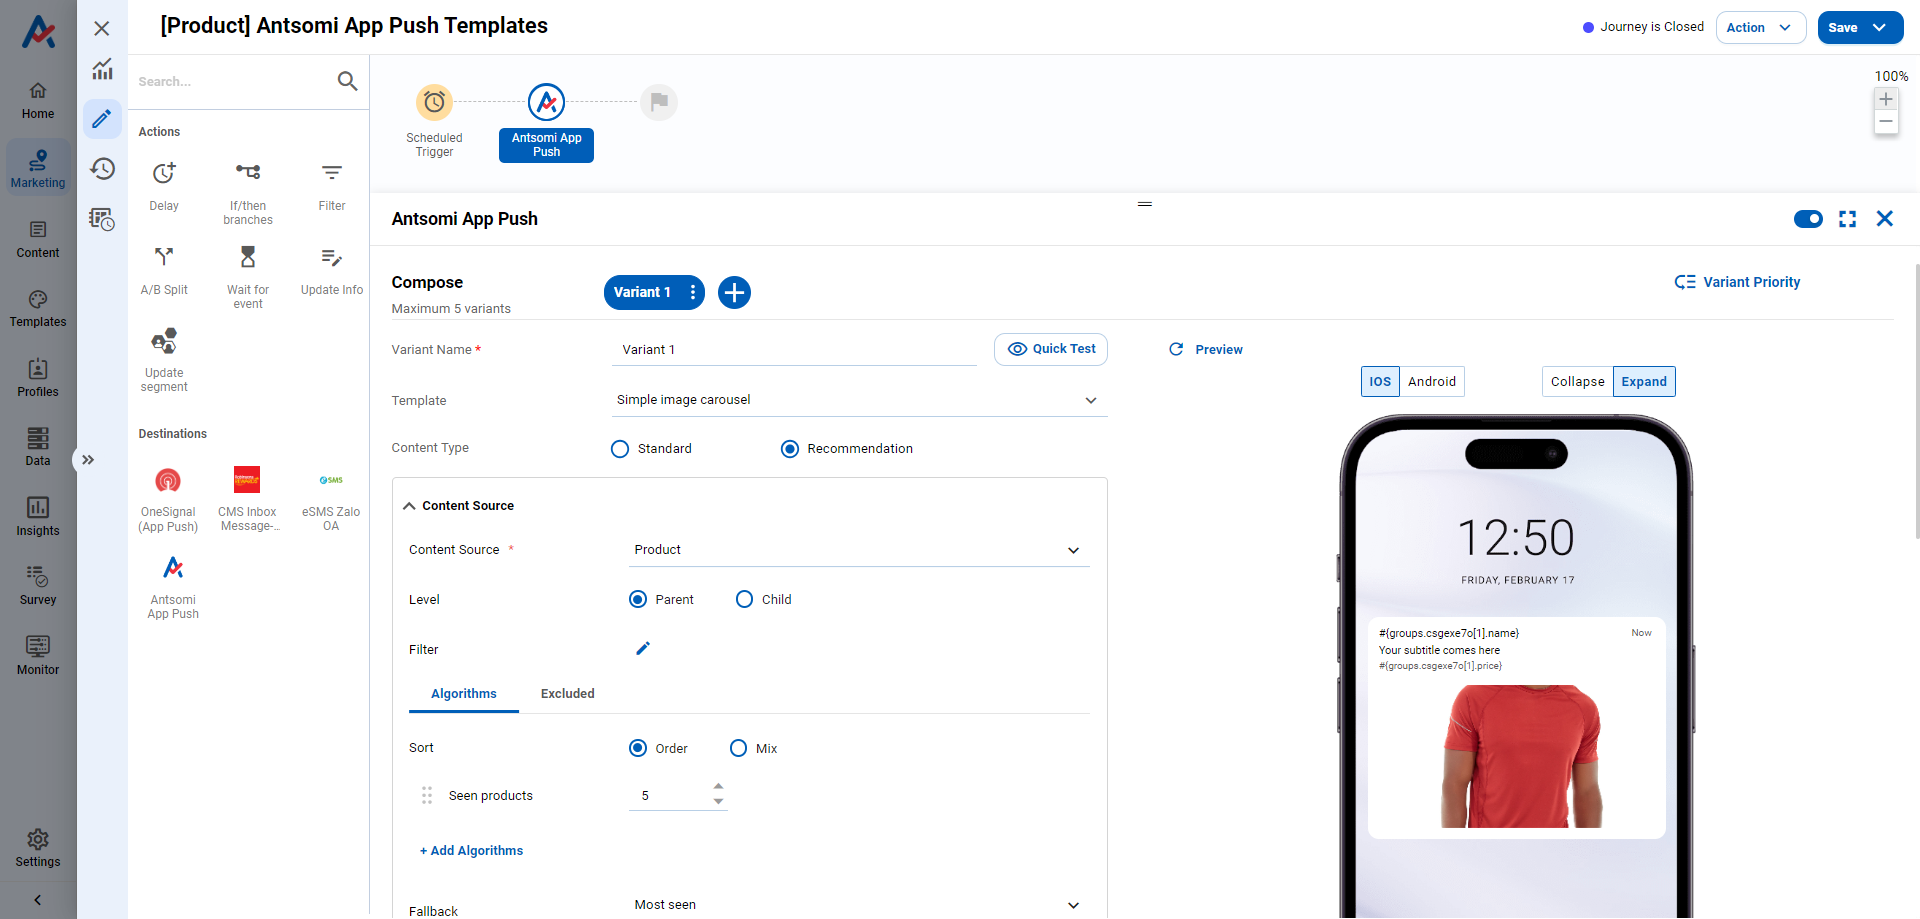 [Product] Antsomi App Push Templates
Journey is Closed
Action
Save
Home
Marketing
Content
Templates
Profiles
Data
Insights
Survey
Monitor
Settings
Search...
Actions
Delay
If/then
branches
Filter
A/B Split
Wait for
event
Update Info
Update
segment
Destinations
OneSignal
(App Push)
CMS Inbox
Message-...
eSMS
eSMS Zalo
OA
Antsomi
App Push
Scheduled
Trigger
Antsomi App
Push
100%
Antsomi App Push
Compose
Maximum 5 variants
Variant 1
Variant Priority
Variant Name *
Variant 1
Quick Test
Template
Simple image carousel
Content Type
Standard
Recommendation
Content Source
Content Source *
Product
Level
Parent
Child
Filter
Algorithms
Excluded
Sort
Order
Mix
Seen products
5
+ Add Algorithms
Fallback
Most seen
Preview
IOS
Android
Collapse
Expand
12:50
FRIDAY, FEBRUARY 17
#{groups.csgexe7o[1].name}
Now
Your subtitle comes here
#{groups.csgexe7o[1].price}